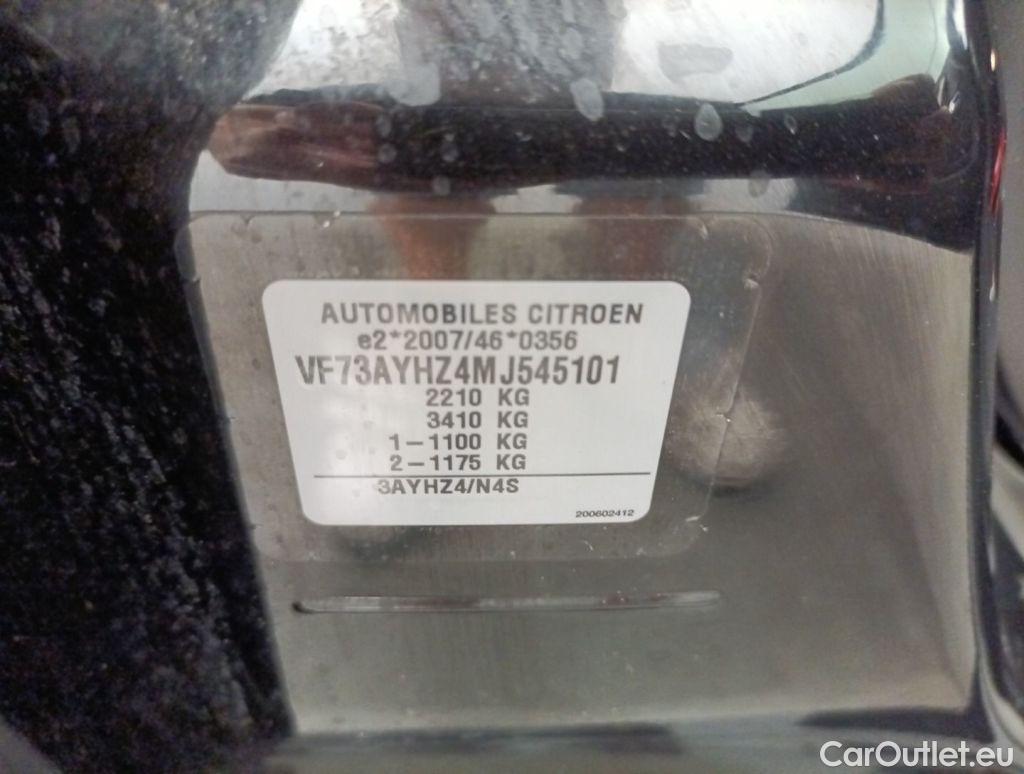 AUTOMOBILES CITROEN
e2*2007/46*0356
VF73AYHZ4MJ545101
2210 KG
3410 KG
1-1100 KG
2-1175 KG
3AYHZ4/N4S
200602412
CarOutlet.eu